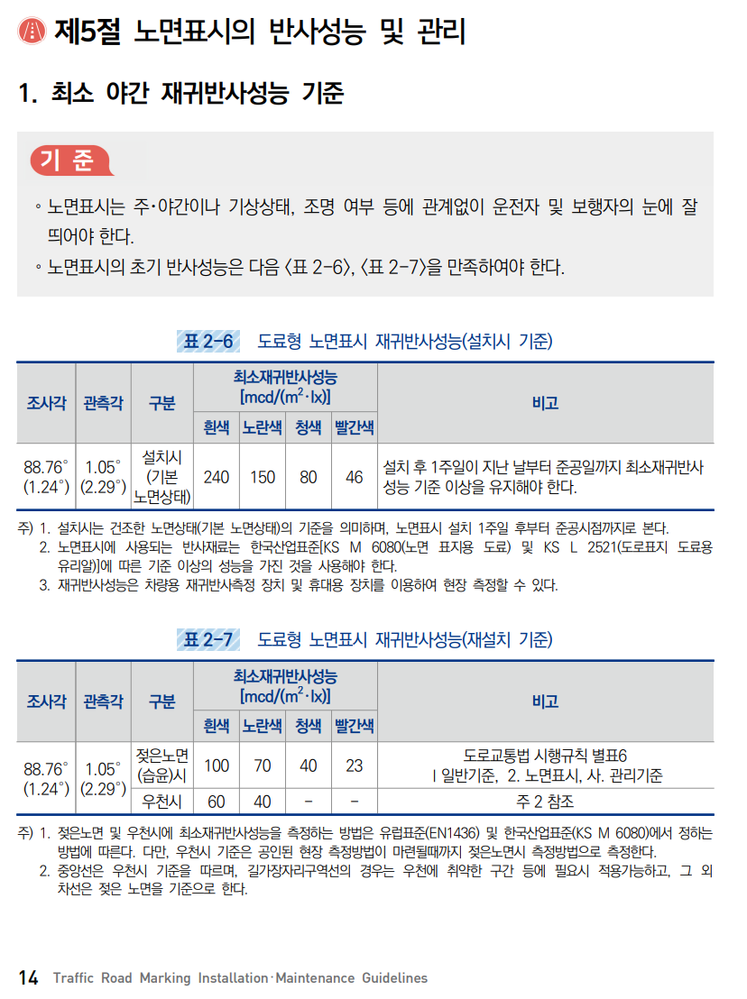 제5절 노면표시의 반사성능 및 관리
1. 최소 야간 재귀반사성능 기준
기 준
◦ 노면표시는 주·야간이나 기상상태, 조명 여부 등에 관계없이 운전자 및 보행자의 눈에 잘
띄어야 한다.
◦ 노면표시의 초기 반사성능은 다음 〈표 2-6〉, 〈표 2-7〉을 만족하여야 한다.
표 2-6 도료형 노면표시 재귀반사성능(설치시 기준)
조사각 관측각 구분 최소재귀반사성능 비고
[mcd/(m²·lx)]
흰색 노란색 청색 빨간색
88.76° 1.05° 설치시 240 150 80 46 설치 후 1주일이 지난 날부터 준공일까지 최소재귀반사
(1.24°) (2.29°) (기본 성능 기준 이상을 유지해야 한다.
노면상태)
주) 1. 설치시는 건조한 노면상태(기본 노면상태)의 기준을 의미하며, 노면표시 설치 1주일 후부터 준공시점까지로 본다.
2. 노면표시에 사용되는 반사재료는 한국산업표준[KS M 6080(노면 표지용 도료) 및 KS L 2521(도로표지 도료용
유리알)]에 따른 기준 이상의 성능을 가진 것을 사용해야 한다.
3. 재귀반사성능은 차량용 재귀반사측정 장치 및 휴대용 장치를 이용하여 현장 측정할 수 있다.
표 2-7 도료형 노면표시 재귀반사성능(재설치 기준)
조사각 관측각 구분 최소재귀반사성능 비고
[mcd/(m²·lx)]
흰색 노란색 청색 빨간색
88.76° 1.05° 젖은노면 100 70 40 23 도로교통법 시행규칙 별표6
(1.24°) (2.29°) (습윤)시 Ⅰ일반기준, 2. 노면표시, 사. 관리기준
우천시 60 40 - - 주 2 참조
주) 1. 젖은노면 및 우천시에 최소재귀반사성능을 측정하는 방법은 유럽표준(EN1436) 및 한국산업표준(KS M 6080)에서 정하는
방법에 따른다. 다만, 우천시 기준은 공인된 현장 측정방법이 마련될때까지 젖은노면시 측정방법으로 측정한다.
2. 중앙선은 우천시 기준을 따르며, 길가장자리구역선의 경우는 우천에 취약한 구간 등에 필요시 적용가능하고, 그 외
차선은 젖은 노면을 기준으로 한다.
14 Traffic Road Marking Installation·Maintenance Guidelines